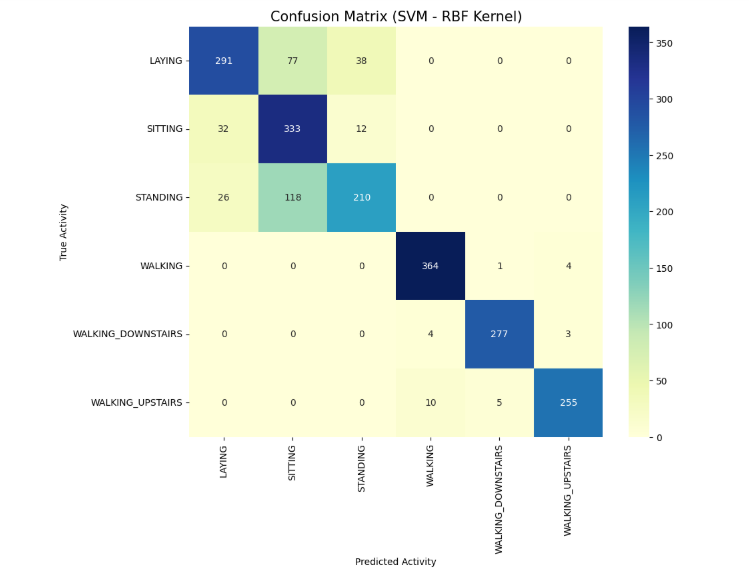 Confusion Matrix (SVM - RBF Kernel)
True Activity
LAYING 291 77 38 0 0 0
SITTING 32 333 12 0 0 0
STANDING 26 118 210 0 0 0
WALKING 0 0 0 364 1 4
WALKING_DOWNSTAIRS 0 0 0 4 277 3
WALKING_UPSTAIRS 0 0 0 10 5 255
LAYING
SITTING
STANDING
WALKING
WALKING_DOWNSTAIRS
WALKING_UPSTAIRS
Predicted Activity
350
300
250
200
150
100
50
0